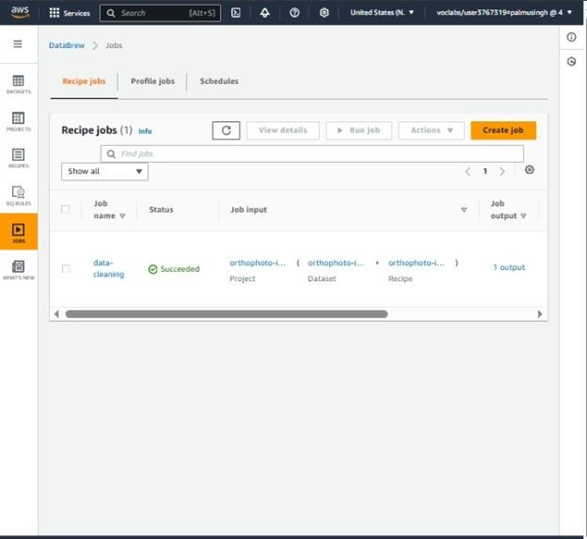 aws Services Search [Alt+S] United States (N. voclabs/user3767319=palmusingh @ 4
DataBrew > Jobs
Recipe jobs Profile jobs Schedules
DATASETS
PROJECTS
RECIPES
DQ RULES
JOBS
WHAT'S NEW
Recipe jobs (1) Info View details Run job Actions Create job
Find jobs
Show all < 1 >
Job name Status Job input Job output
data-cleaning Succeeded orthophoto-i... ( orthophoto-i... + orthophoto-i... ) 1 output
Project Dataset Recipe